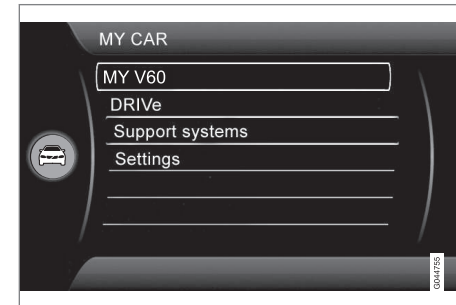 MY CAR
MY V60
DRIVe
Support systems
Settings
G044755